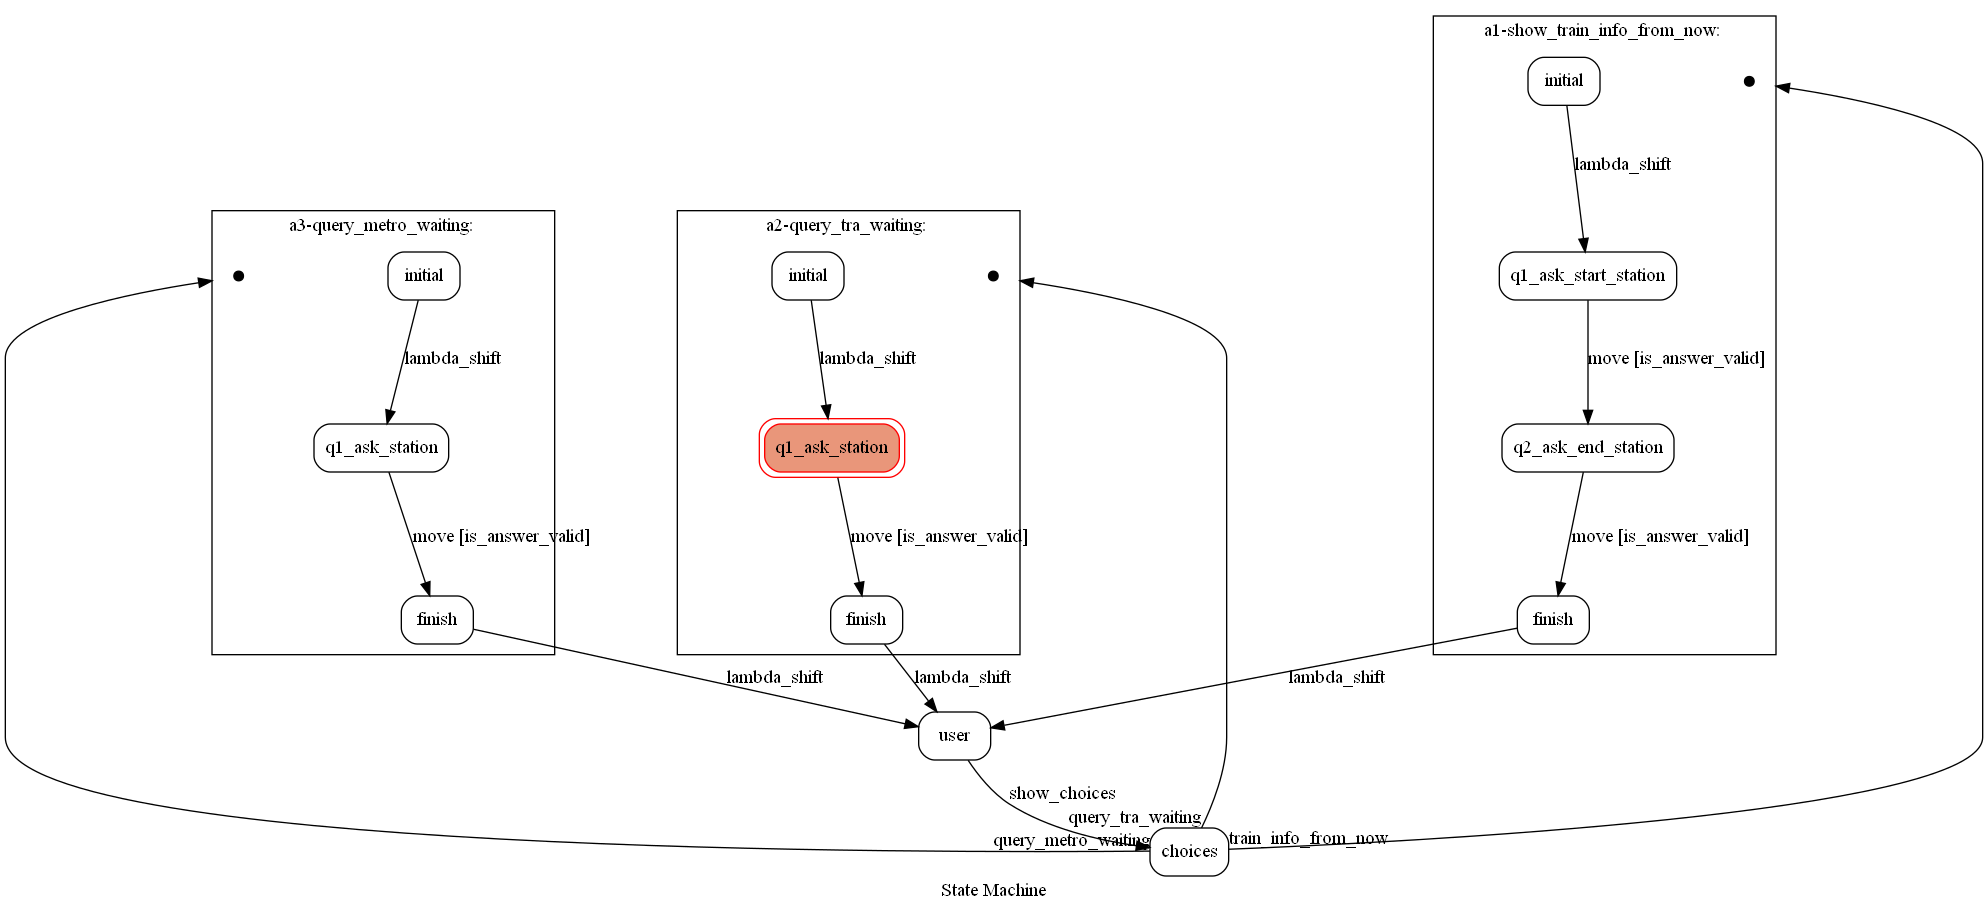 a1-show_train_info_from_now:
initial
lambda_shift
a3-query_metro_waiting:
a2-query_tra_waiting:
initial
initial
q1_ask_start_station
lambda_shift
lambda_shift
move [is_answer_valid]
q1_ask_station
q1_ask_station
q2_ask_end_station
move [is_answer_valid]
move [is_answer_valid]
move [is_answer_valid]
finish
finish
finish
lambda_shift
lambda_shift
lambda_shift
user
show_choices
query_tra_waiting
query_metro_waiting
train_info_from_now
choices
State Machine